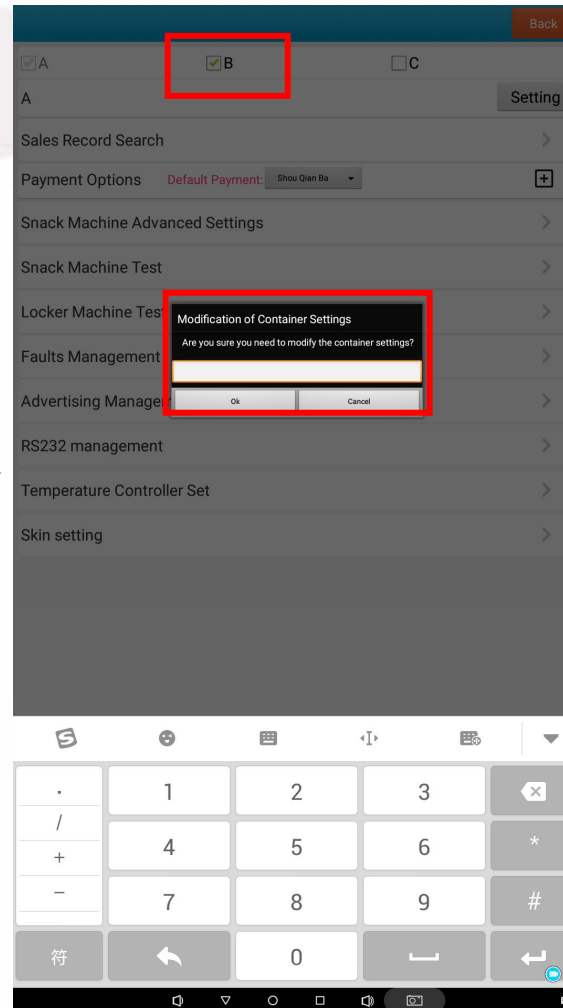 Back
A B C
A Setting
Sales Record Search
Payment Options Default Payment: Shou Qian Ba
Snack Machine Advanced Settings
Snack Machine Test
Locker Machine Tes
Modification of Container Settings
Are you sure you need to modify the container settings?
Faults Management
Advertising Manage
Ok Cancel
RS232 management
Temperature Controller Set
Skin setting
. 1 2 3
/
+ 4 5 6 *
- 7 8 9 #
符 0